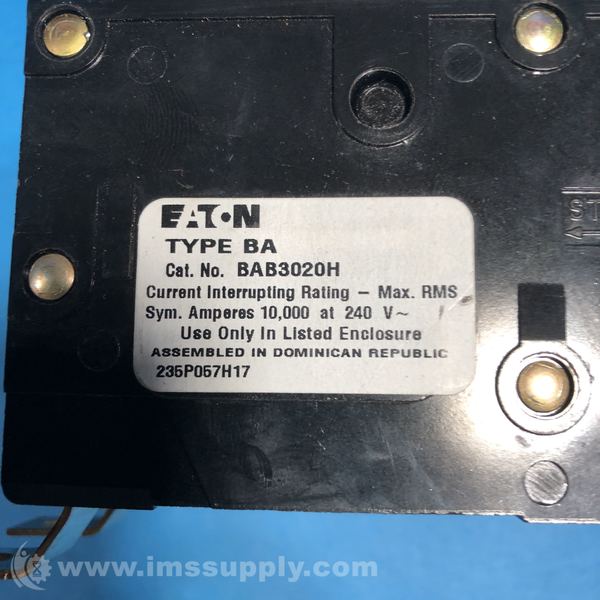 EATON
TYPE BA
Cat. No. BAB3020H
Current Interrupting Rating – Max. RMS
Sym. Amperes 10,000 at 240 V~
Use Only In Listed Enclosure
ASSEMBLED IN DOMINICAN REPUBLIC
235P057H17
www.imssupply.com